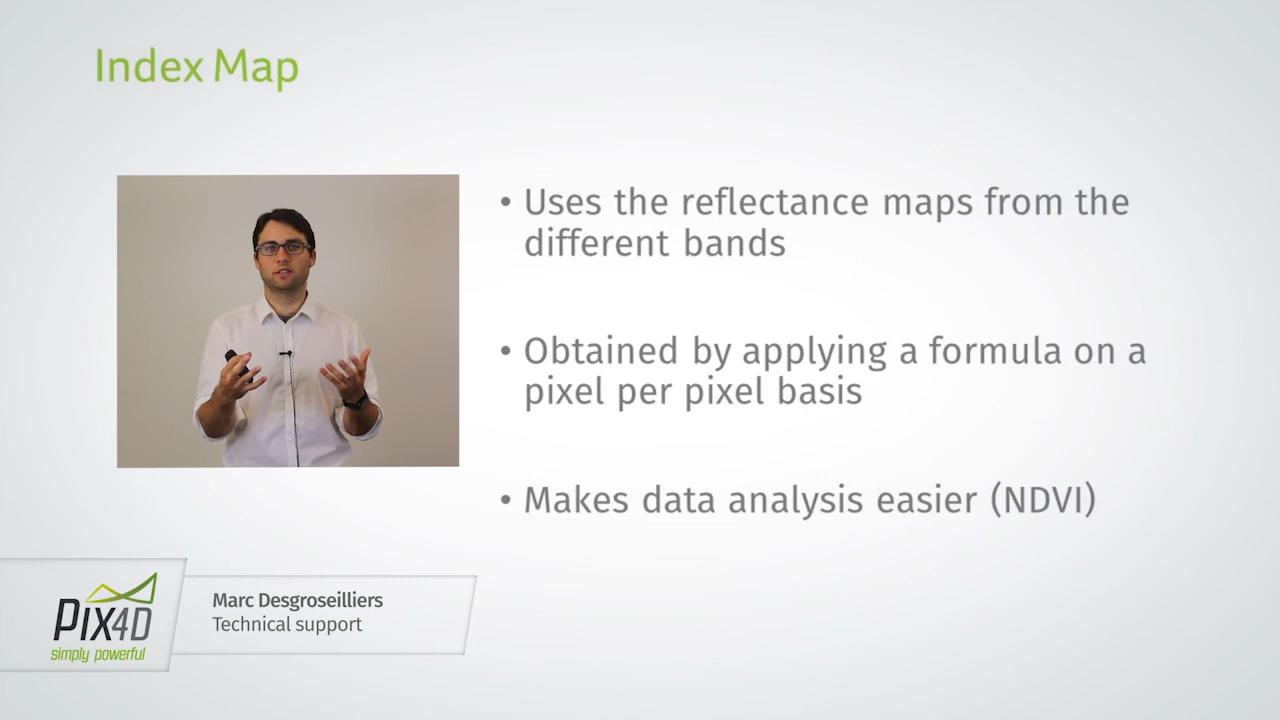 Index Map
• Uses the reflectance maps from the
different bands
• Obtained by applying a formula on a
pixel per pixel basis
• Makes data analysis easier (NDVI)
Pix4D
simply powerful
Marc Desgroseilliers
Technical support